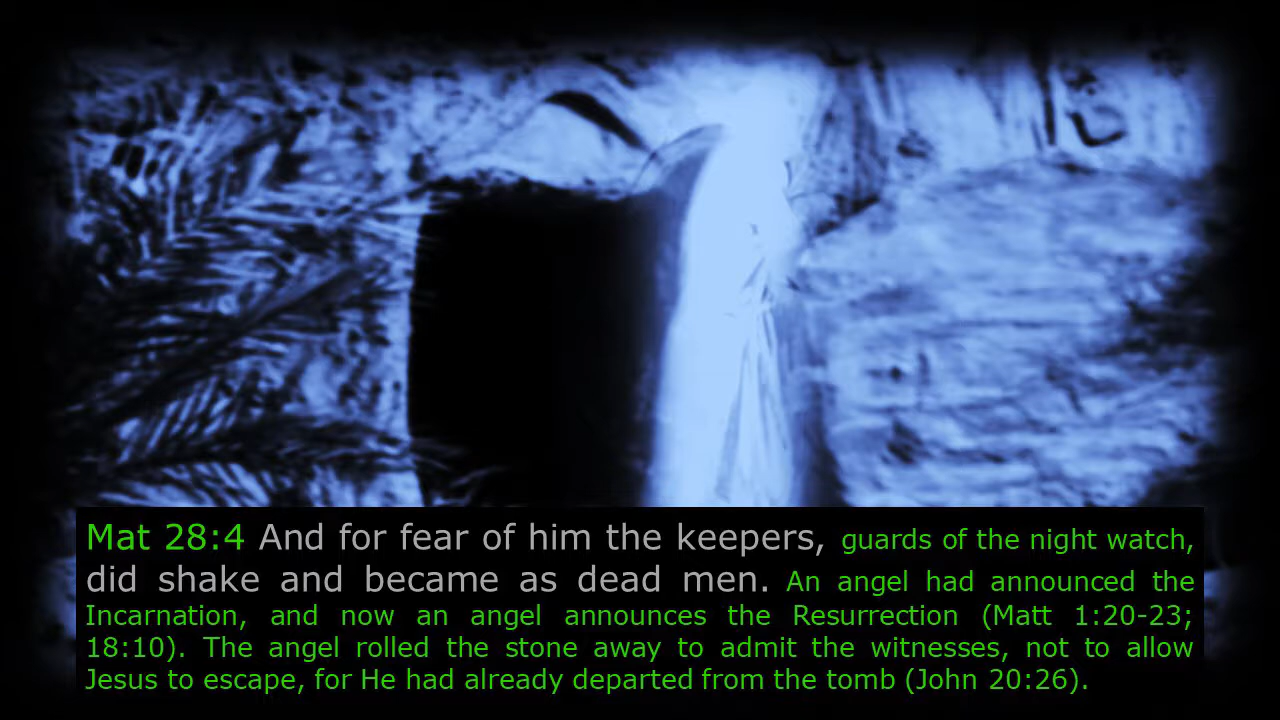 Mat 28:4 And for fear of him the keepers, guards of the night watch,
did shake and became as dead men. An angel had announced the
Incarnation, and now an angel announces the Resurrection (Matt 1:20-23;
18:10). The angel rolled the stone away to admit the witnesses, not to allow
Jesus to escape, for He had already departed from the tomb (John 20:26).